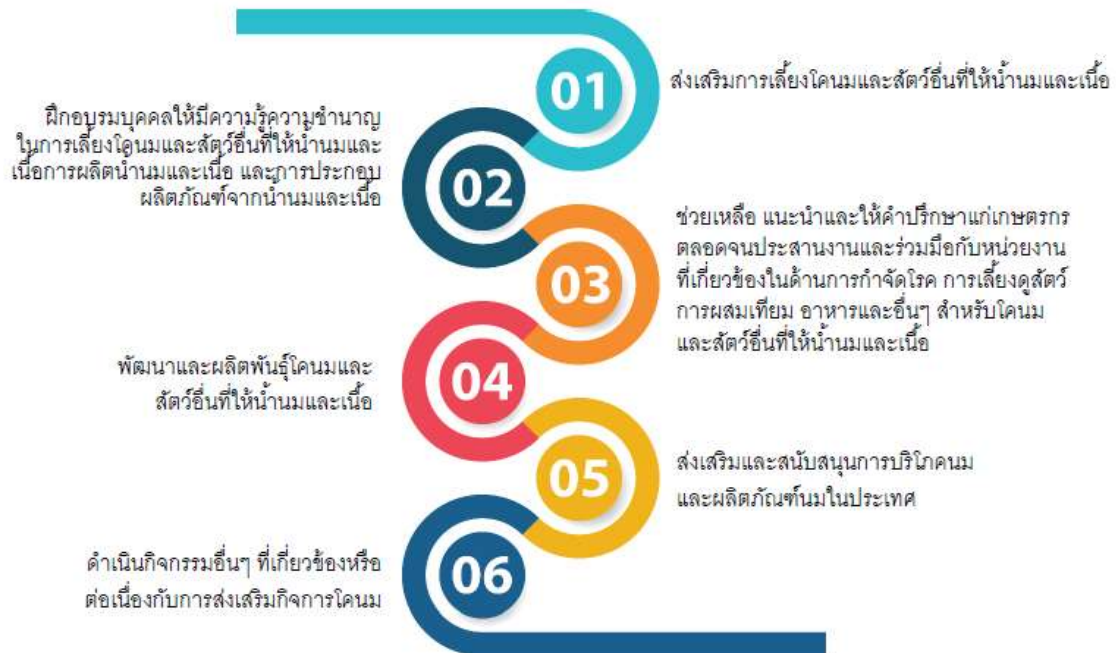 01
ส่งเสริมการเลี้ยงโคนมและสัตว์อื่นที่ให้น้ำนมและเนื้อ
02
ฝึกอบรมบุคคลให้มีความรู้ความชำนาญ
ในการเลี้ยงโคนมและสัตว์อื่นที่ให้น้ำนมและ
เนื้อการผลิตน้ำนมและเนื้อ และการประกอบ
ผลิตภัณฑ์จากน้ำนมและเนื้อ
03
ช่วยเหลือ แนะนำและให้คำปรึกษาแก่เกษตรกร
ตลอดจนประสานงานและร่วมมือกับหน่วยงาน
ที่เกี่ยวข้องในด้านการกำจัดโรค การเลี้ยงดูสัตว์
การผสมเทียม อาหารและอื่นๆ สำหรับโคนม
และสัตว์อื่นที่ให้น้ำนมและเนื้อ
04
พัฒนาและผลิตพันธุ์โคนมและ
สัตว์อื่นที่ให้น้ำนมและเนื้อ
05
ส่งเสริมและสนับสนุนการบริโภคนม
และผลิตภัณฑ์นมในประเทศ
06
ดำเนินกิจกรรมอื่นๆ ที่เกี่ยวข้องหรือ
ต่อเนื่องกับการส่งเสริมกิจการโคนม